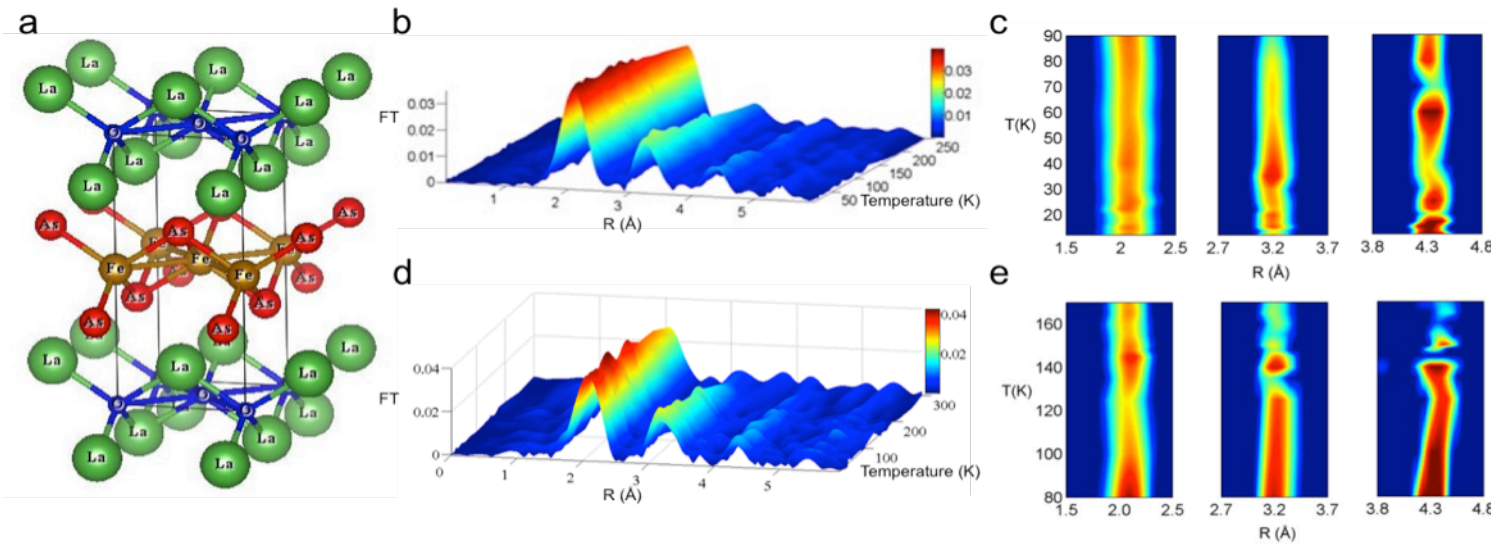 a
La
La
La
La
La
La
La
La
La
La
La
As
As
As
As
Fe
Fe
Fe
As
As
As
As
As
La
La
La
La
La
La
La
La
La
b
FT
0.03
0.02
0.01
0
1
2
3
4
5
R (Å)
50
100
150
200
250
Temperature (K)
0.03
0.02
0.01
c
90
80
70
60
50
40
30
20
T(K)
1.5 2 2.5
2.7 3.2 3.7
3.8 4.3 4.8
R (Å)
d
FT
0.04
0.02
0
0
1
2
3
4
5
R (Å)
100
200
300
Temperature (K)
0.04
0.02
0
e
160
140
120
100
80
T(K)
1.5 2.0 2.5
2.7 3.2 3.7
3.8 4.3 4.8
R (Å)